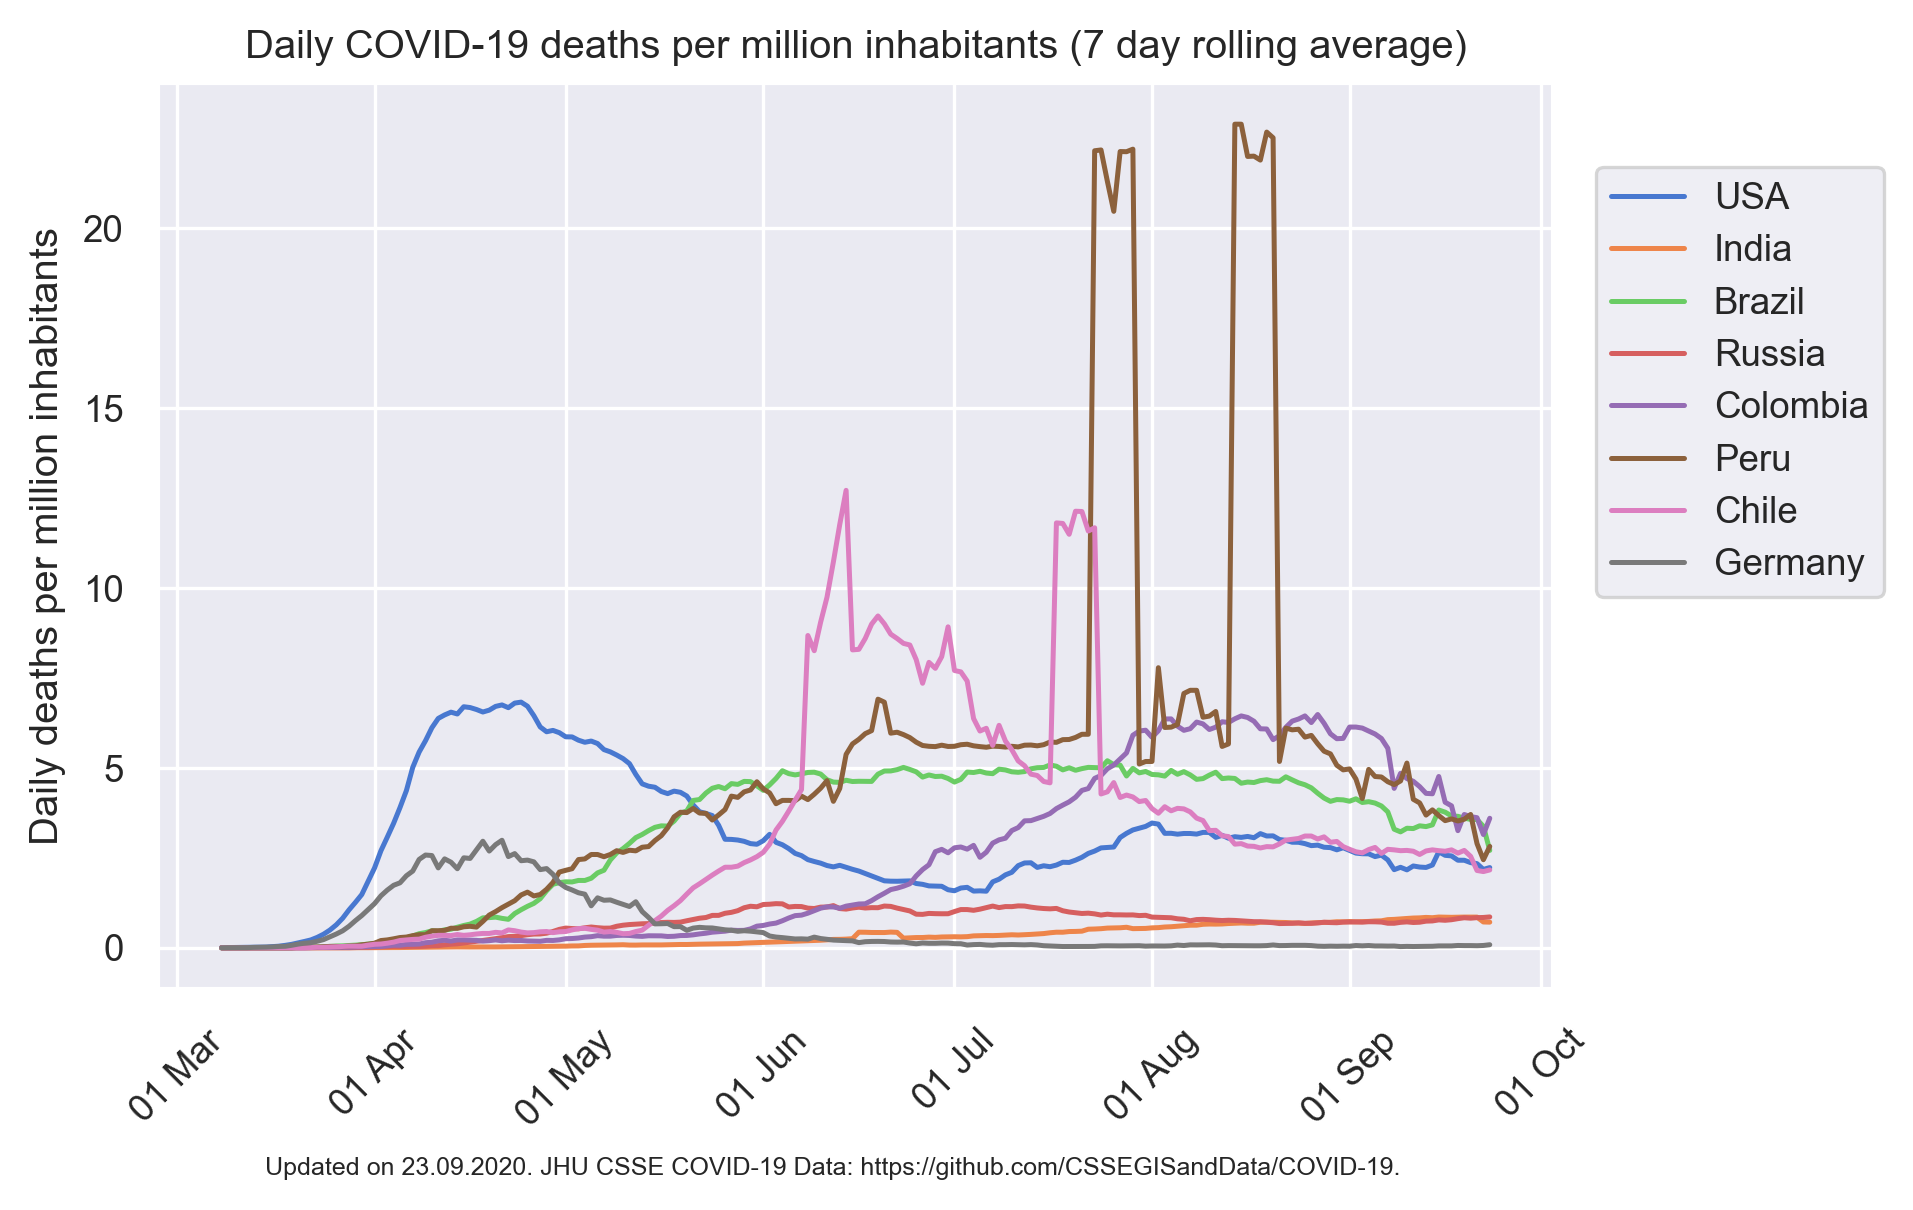 Daily COVID-19 deaths per million inhabitants (7 day rolling average)
Daily deaths per million inhabitants
20
15
10
5
0
01 Mar
01 Apr
01 May
01 Jun
01 Jul
01 Aug
01 Sep
01 Oct
USA
India
Brazil
Russia
Colombia
Peru
Chile
Germany
Updated on 23.09.2020. JHU CSSE COVID-19 Data: https://github.com/CSSEGISandData/COVID-19.